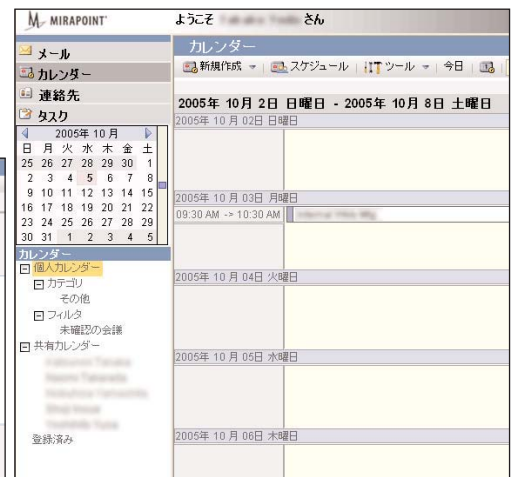 MIRAPOINT
ようこそ さん
メール
カレンダー
連絡先
タスク
2005年 10月
日 月 火 水 木 金 土
25 26 27 28 29 30 1
2 3 4 5 6 7 8
9 10 11 12 13 14 15
16 17 18 19 20 21 22
23 24 25 26 27 28 29
30 31 1 2 3 4 5
カレンダー
個人カレンダー
カテゴリ
その他
フィルタ
未確認の会議
共有カレンダー
登録済み
カレンダー
新規作成 スケジュール ツール 今日
2005年 10月 2日 日曜日 - 2005年 10月 8日 土曜日
2005年 10月 02日 日曜日
2005年 10月 03日 月曜日
09:30 AM -> 10:30 AM
2005年 10月 04日 火曜日
2005年 10月 05日 水曜日
2005年 10月 06日 木曜日